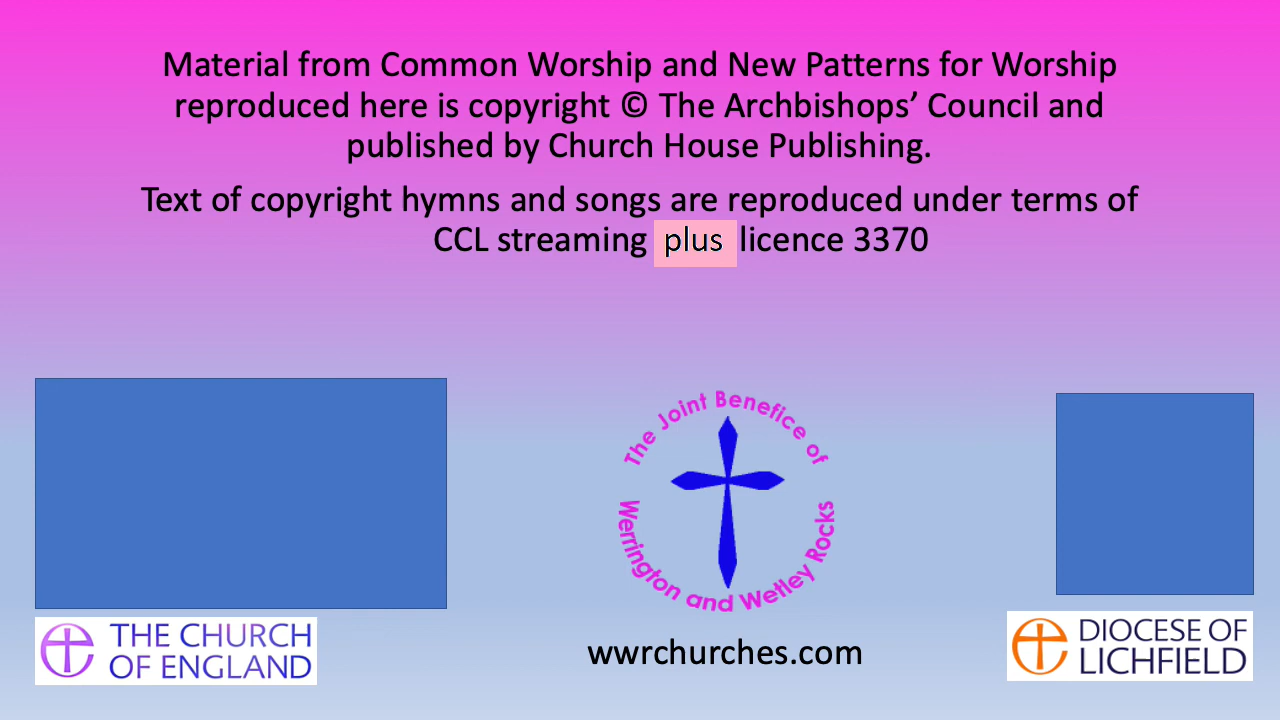 Material from Common Worship and New Patterns for Worship
reproduced here is copyright © The Archbishops’ Council and
published by Church House Publishing.
Text of copyright hymns and songs are reproduced under terms of
CCL streaming plus licence 3370
The Joint Benefice of
Werrington and Wetley Rocks
wwrchurches.com
THE CHURCH
OF ENGLAND
DIOCESE OF
LICHFIELD